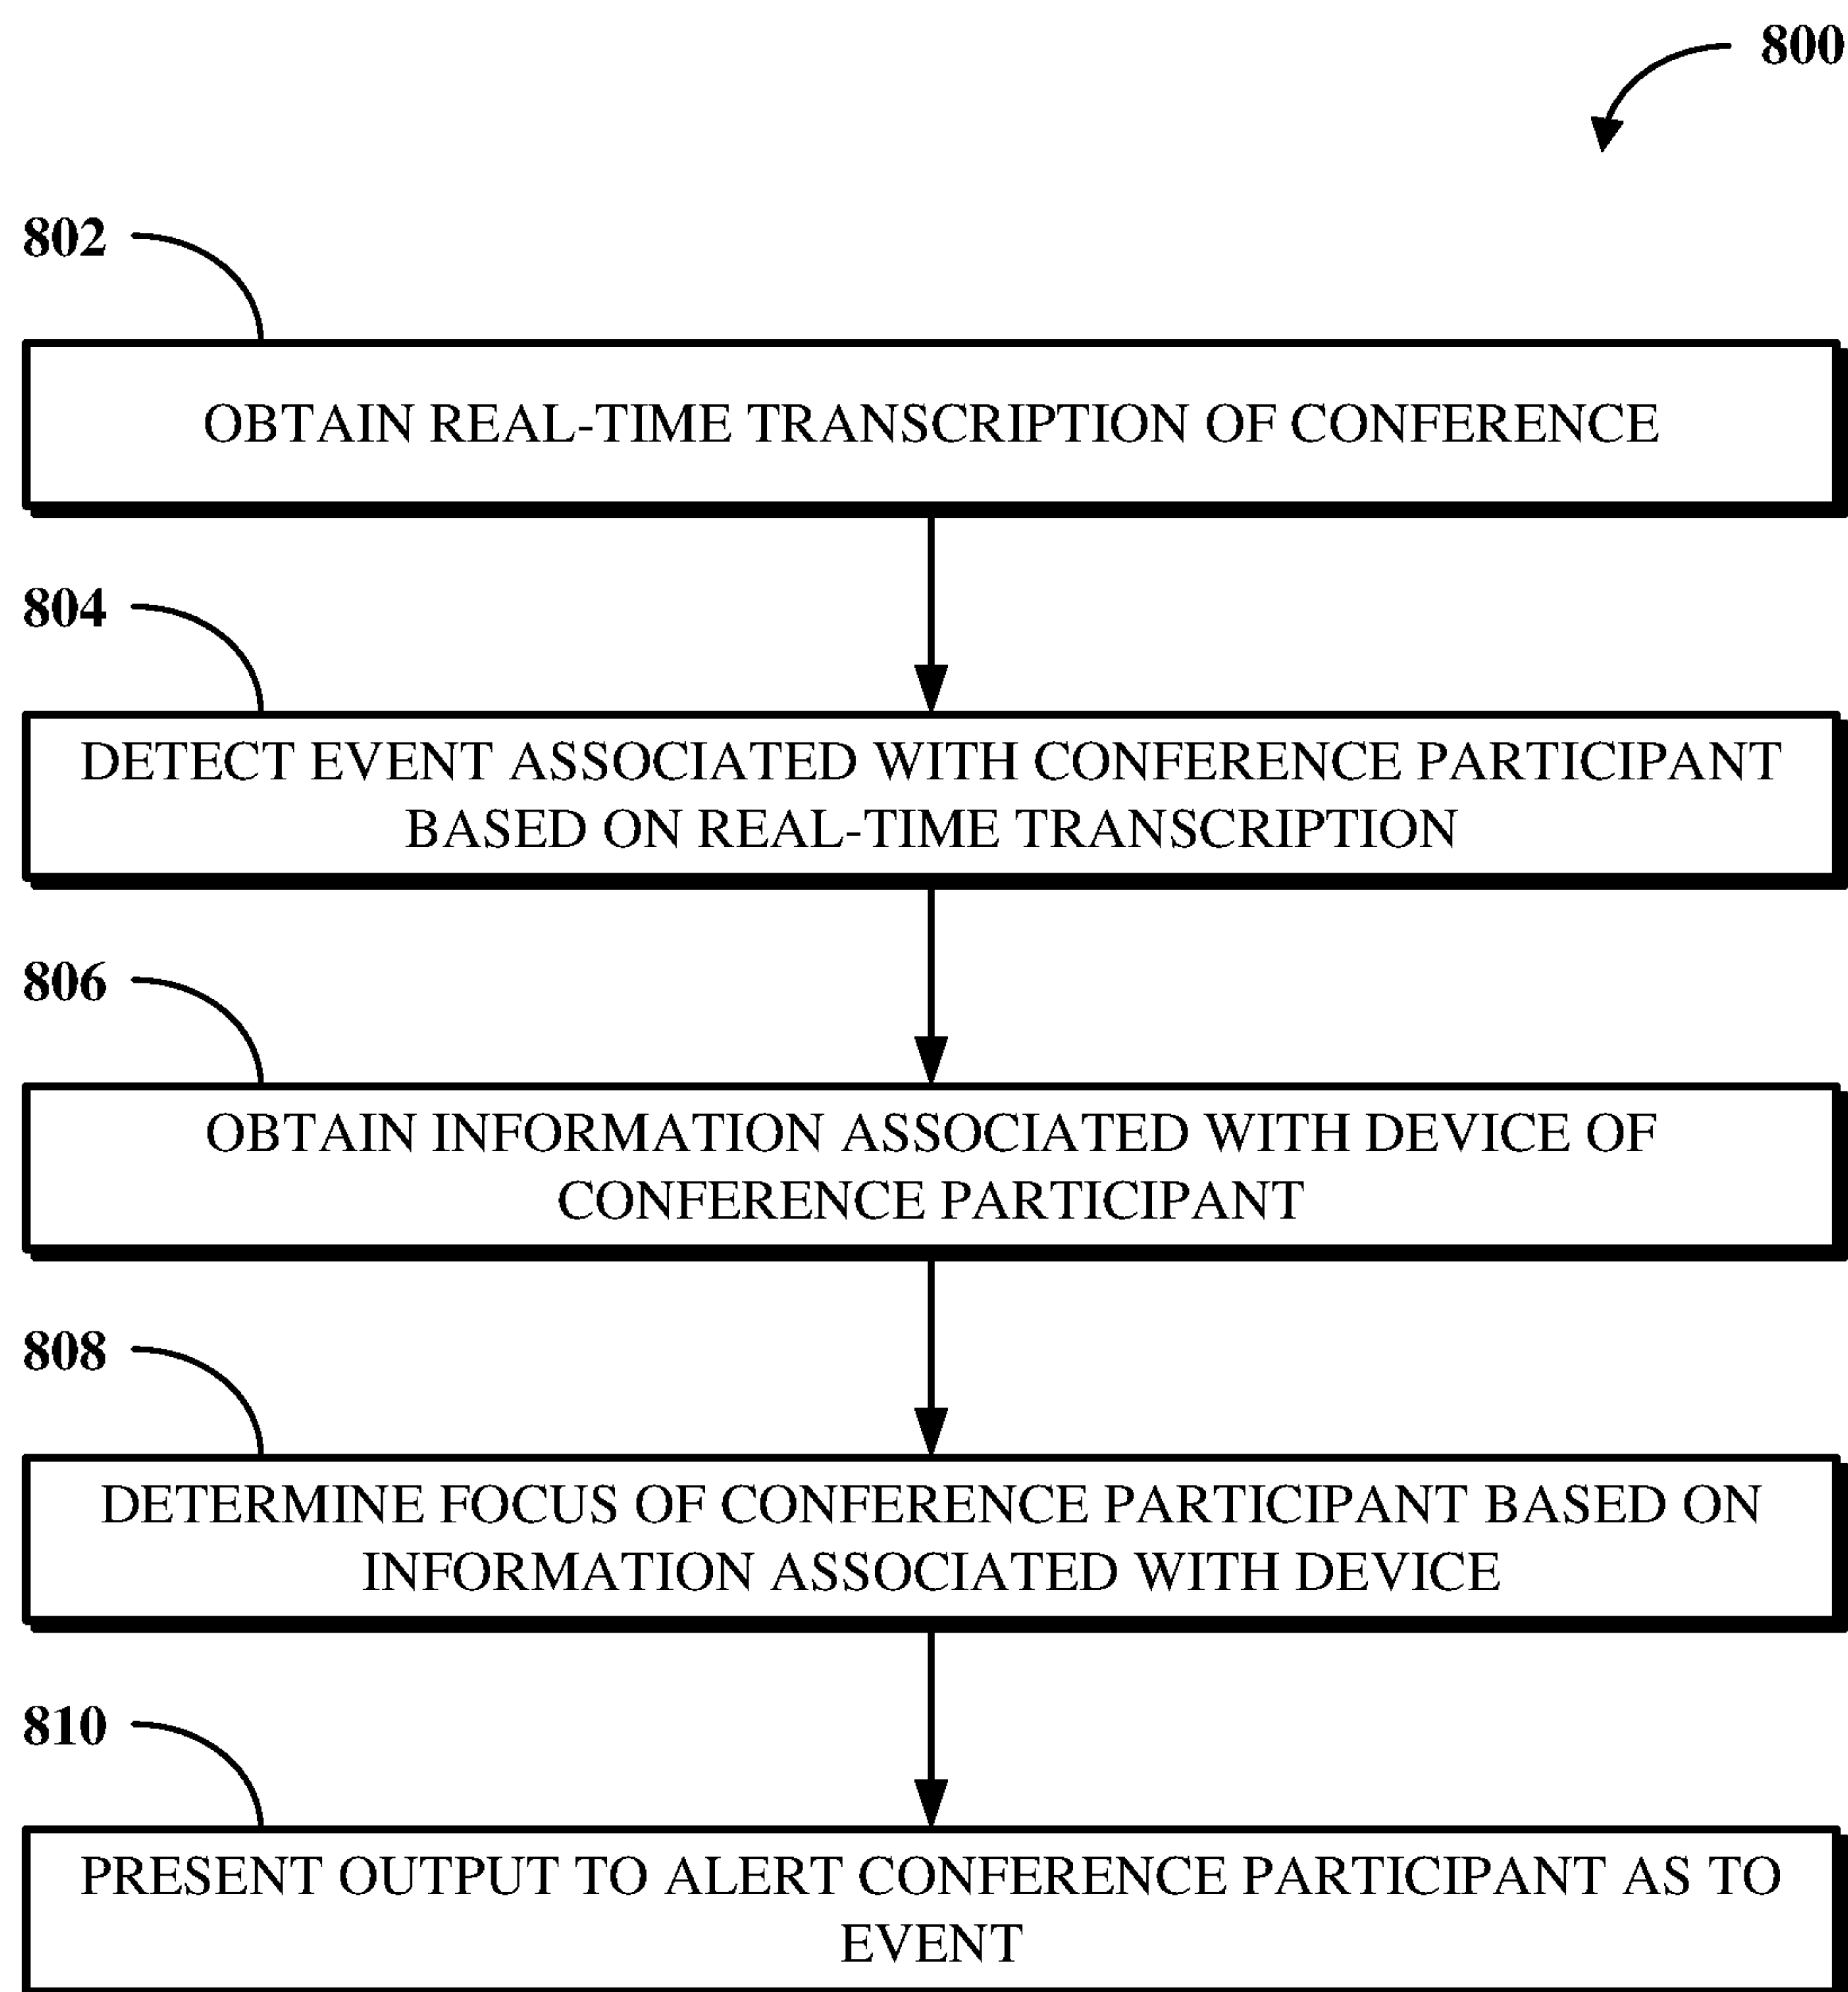 800
802
OBTAIN REAL-TIME TRANSCRIPTION OF CONFERENCE
804
DETECT EVENT ASSOCIATED WITH CONFERENCE PARTICIPANT
BASED ON REAL-TIME TRANSCRIPTION
806
OBTAIN INFORMATION ASSOCIATED WITH DEVICE OF
CONFERENCE PARTICIPANT
808
DETERMINE FOCUS OF CONFERENCE PARTICIPANT BASED ON
INFORMATION ASSOCIATED WITH DEVICE
810
PRESENT OUTPUT TO ALERT CONFERENCE PARTICIPANT AS TO
EVENT